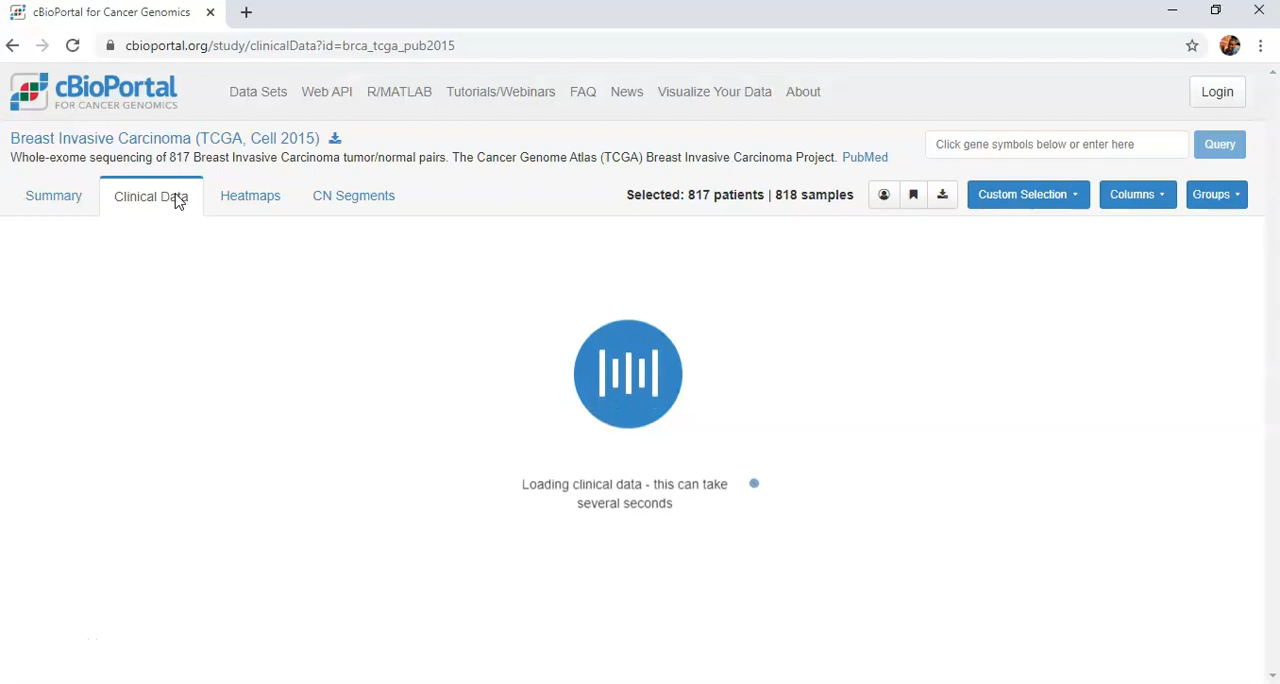 cBioPortal for Cancer Genomics
cbioportal.org/study/clinicalData?id=brca_tcga_pub2015
cBioPortal
FOR CANCER GENOMICS
Data Sets Web API R/MATLAB Tutorials/Webinars FAQ News Visualize Your Data About Login
Breast Invasive Carcinoma (TCGA, Cell 2015)
Whole-exome sequencing of 817 Breast Invasive Carcinoma tumor/normal pairs. The Cancer Genome Atlas (TCGA) Breast Invasive Carcinoma Project. PubMed
Click gene symbols below or enter here Query
Summary Clinical Data Heatmaps CN Segments Selected: 817 patients | 818 samples Custom Selection Columns Groups
Loading clinical data - this can take
several seconds